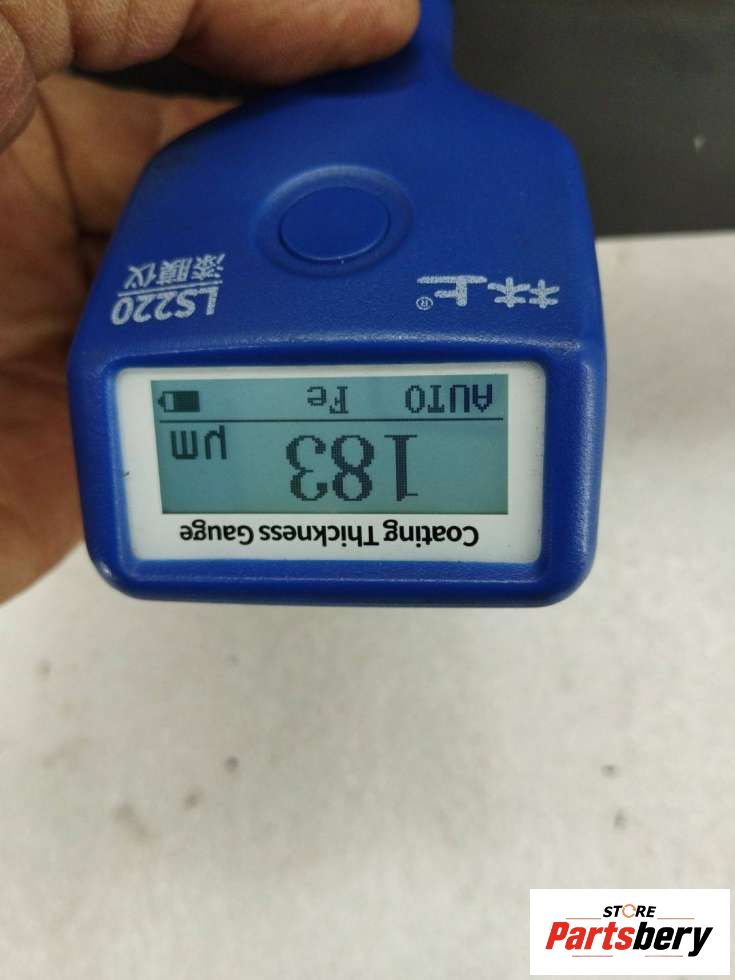 Coating Thickness Gauge
183 μm
AUTO Fe
林上®
LS220
漆膜仪
STORE
Partsbery